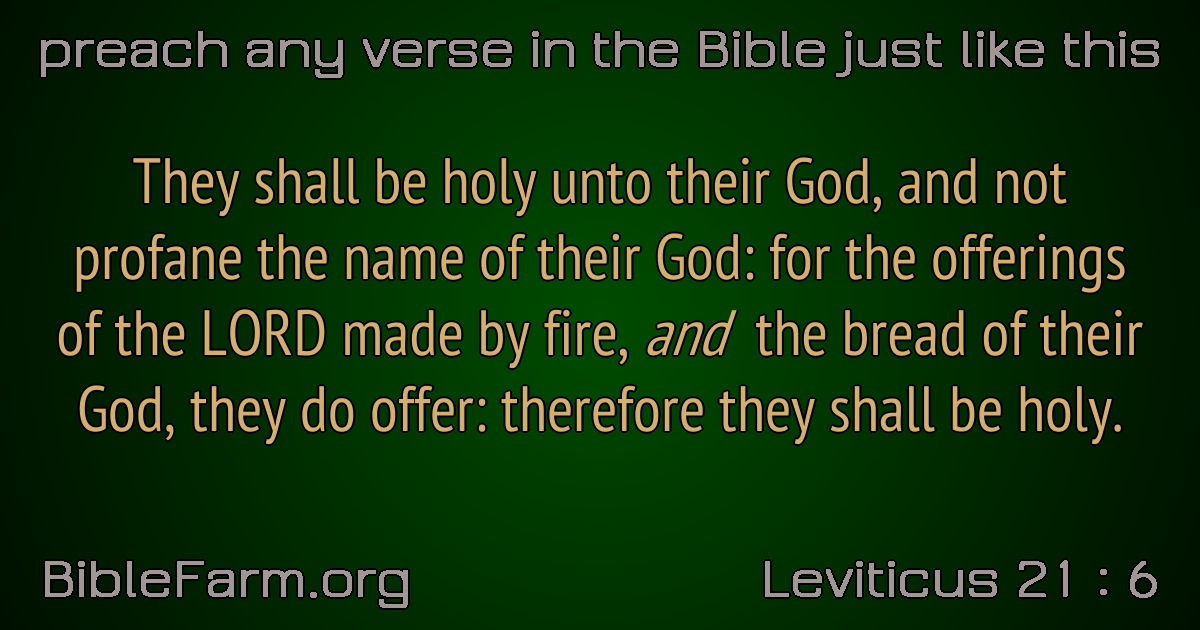 preach any verse in the Bible just like this
They shall be holy unto their God, and not
profane the name of their God: for the offerings
of the LORD made by fire, and the bread of their
God, they do offer: therefore they shall be holy.
BibleFarm.org
Leviticus 21 : 6